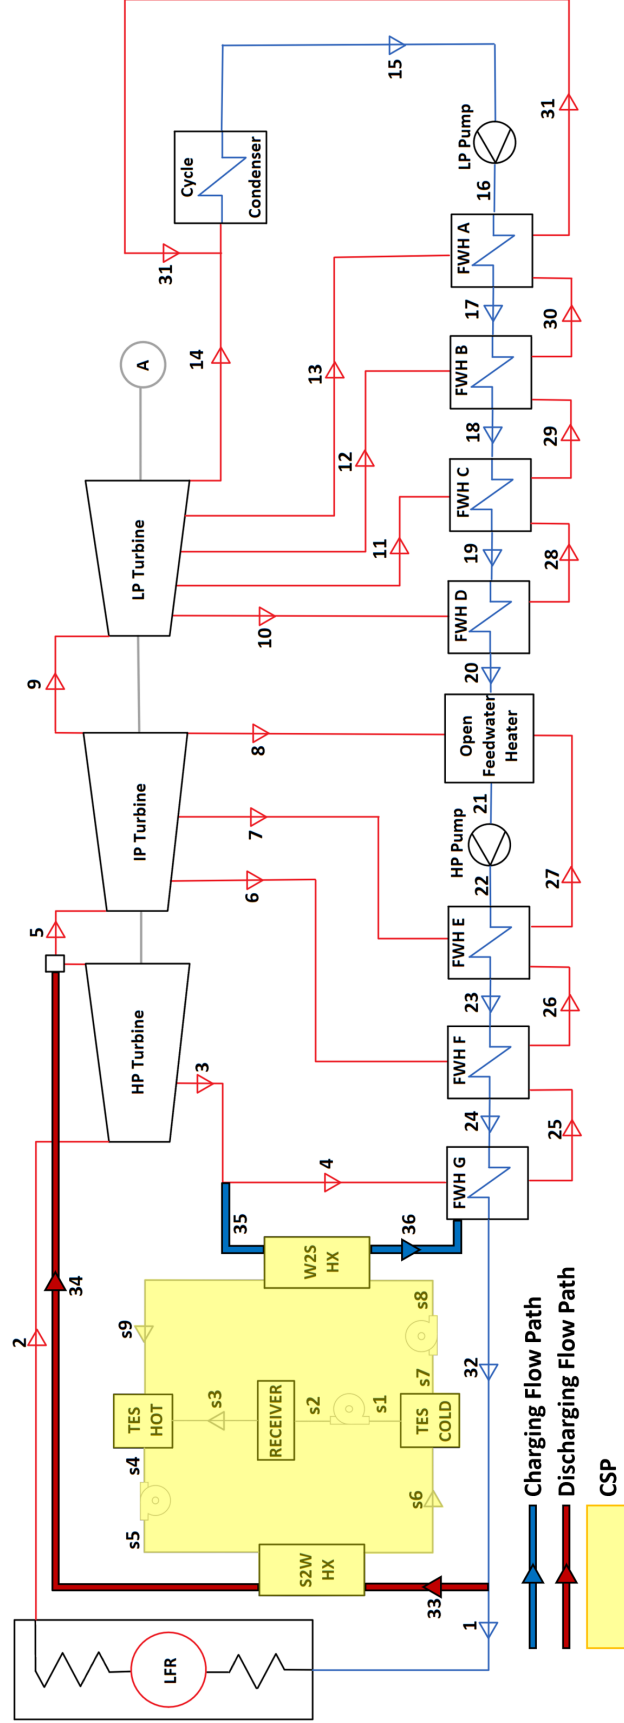 LFR
1
2
33
34
S2W
HX
s5
s4
s6
TES
HOT
s3
RECEIVER
s2
s1
TES
COLD
s9
s7
s8
W2S
HX
35
36
32
3
4
HP Turbine
5
IP Turbine
9
LP Turbine
A
6
7
8
10
11
12
13
14
31
Cycle
Condenser
15
LP Pump
16
FWH A
17
FWH B
18
FWH C
19
FWH D
20
Open
Feedwater
Heater
21
HP Pump
22
FWH E
23
FWH F
24
FWH G
25
26
27
28
29
30
31
Charging Flow Path
Discharging Flow Path
CSP